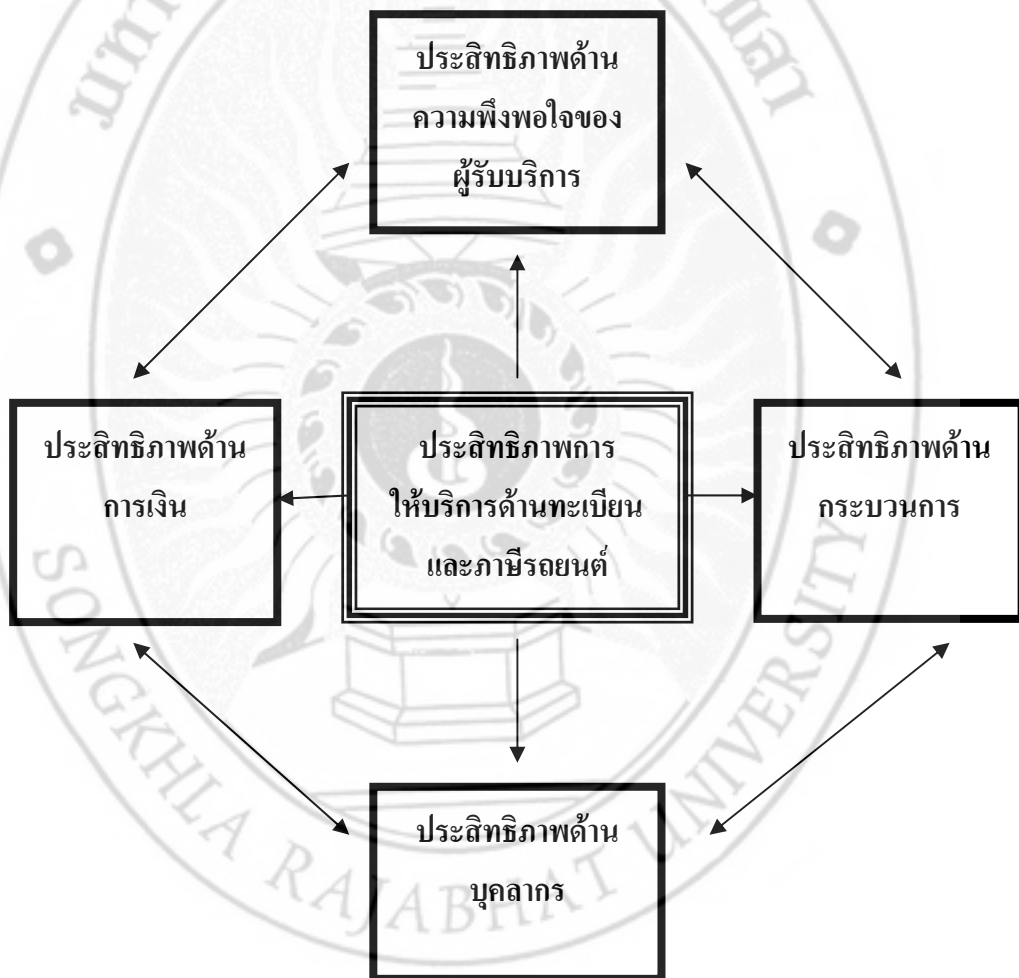 ประสิทธิภาพด้าน
ความพึงพอใจของ
ผู้รับบริการ
ประสิทธิภาพด้าน
การเงิน
ประสิทธิภาพการ
ให้บริการด้านทะเบียน
และภาษีรถยนต์
ประสิทธิภาพด้าน
กระบวนการ
ประสิทธิภาพด้าน
บุคลากร
SONGKHLA RAJABHAT UNIVERSITY